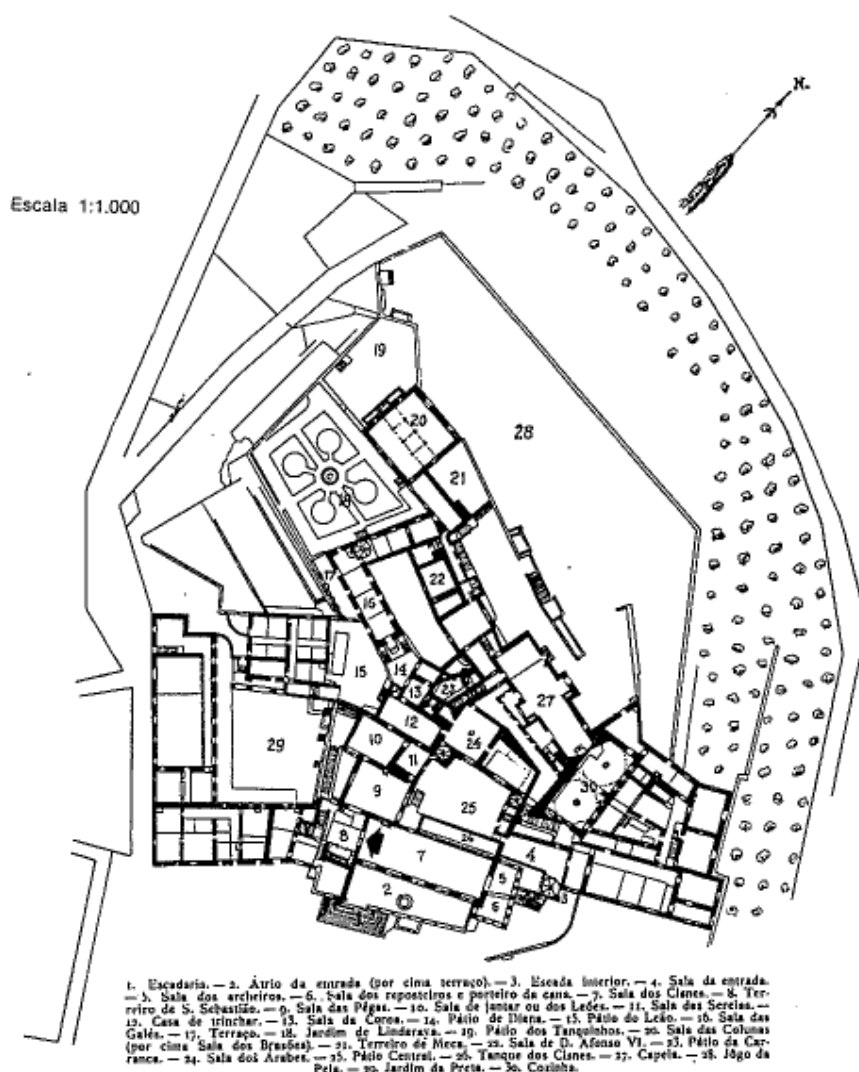 N.
Escala 1:1.000
19
20
28
21
18
22
17
16
15
14
13
23
27
12
29
10
26
11
30
9
25
8
24
7
4
5
2
3
6
1. Escadaria. — 2. Átrio da entrada (por cima terraço). — 3. Escada interior. — 4. Sala da entrada.
— 5. Sala dos archeiros. — 6. Sala dos reposteiros e porteiro da cana. — 7. Sala dos Cisnes. — 8. Ter-
reiro de S. Sebastião. — 9. Sala das Pêgas. — 10. Sala de jantar ou dos Leões. — 11. Sala das Sereias. —
12. Casa de trinchar. — 13. Sala da Coroa. — 14. Pátio de Diana. — 15. Pátio do Leão. — 16. Sala das
Galés. — 17. Terraço. — 18. Jardim de Lindaraya. — 19. Pátio dos Tanquinhos. — 20. Sala das Colunas
(por cima Sala dos Brasões). — 21. Terreiro de Meca. — 22. Sala de D. Afonso VI. — 23. Pátio da Car-
ranca. — 24. Sala dos Árabes. — 25. Pátio Central. — 26. Tanque dos Cisnes. — 27. Capela. — 28. Jôgo da
Pela. — 29. Jardim da Preta. — 30. Cozinha.